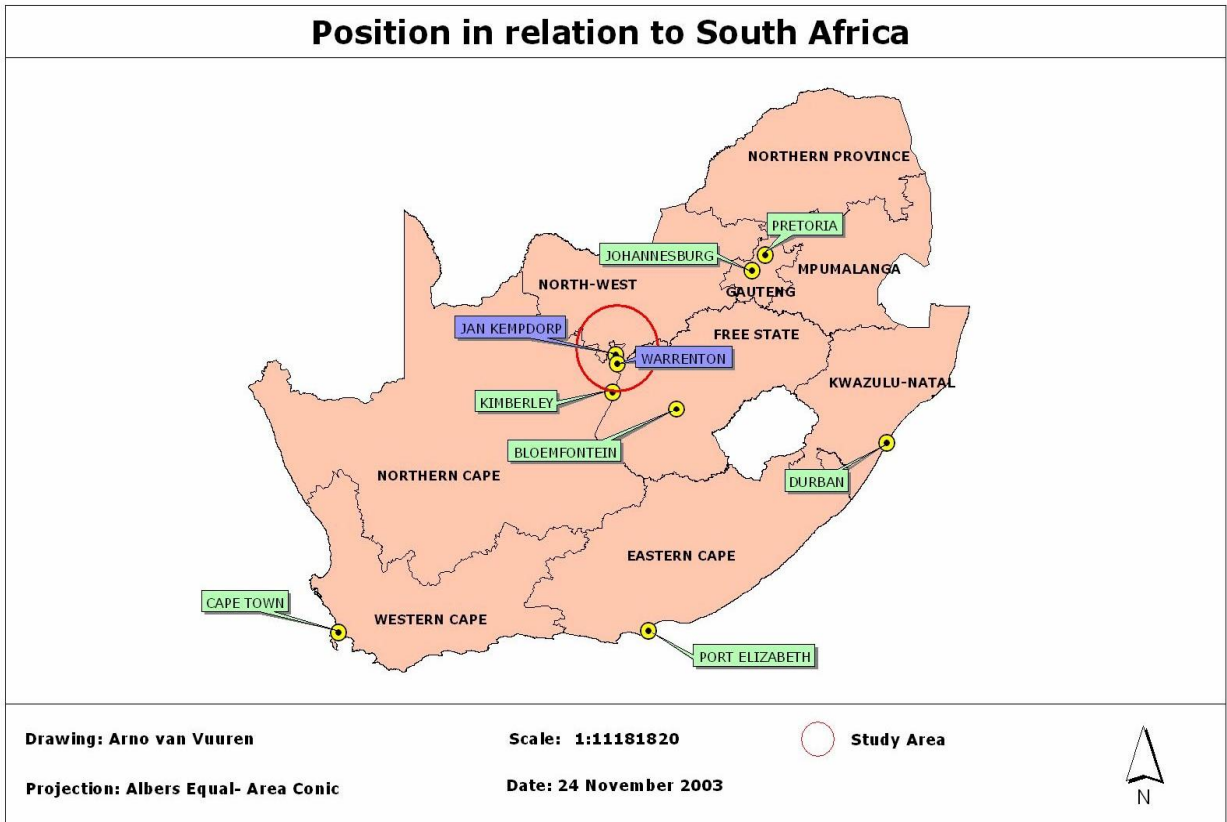 Position in relation to South Africa
NORTHERN PROVINCE
PRETORIA
JOHANNESBURG
MPUMALANGA
NORTH-WEST
GAUTENG
JAN KEMPDORP
FREE STATE
WARRENTON
KWAZULU-NATAL
KIMBERLEY
BLOEMFONTEIN
NORTHERN CAPE
DURBAN
EASTERN CAPE
CAPE TOWN
WESTERN CAPE
PORT ELIZABETH
Drawing: Arno van Vuuren
Scale: 1:11181820
Study Area
Projection: Albers Equal- Area Conic
Date: 24 November 2003
N